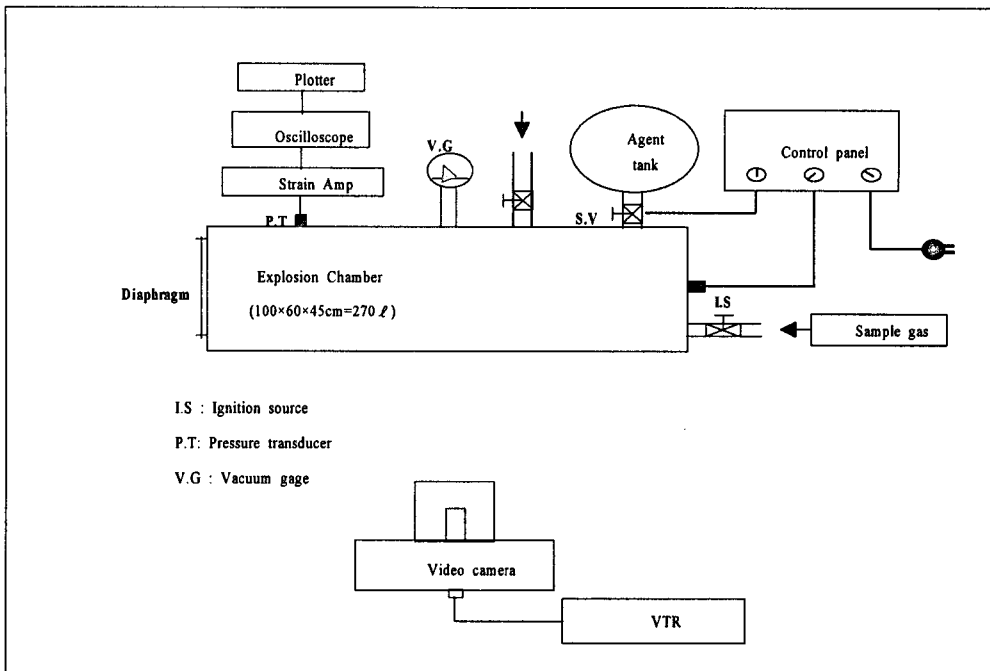 Plotter
Oscilloscope
Strain Amp
P.T
V.G
Agent
tank
S.V
Control panel
Diaphragm
Explosion Chamber
(100×60×45cm=270 ℓ)
I.S
Sample gas
I.S : Ignition source
P.T: Pressure transducer
V.G : Vacuum gage
Video camera
VTR